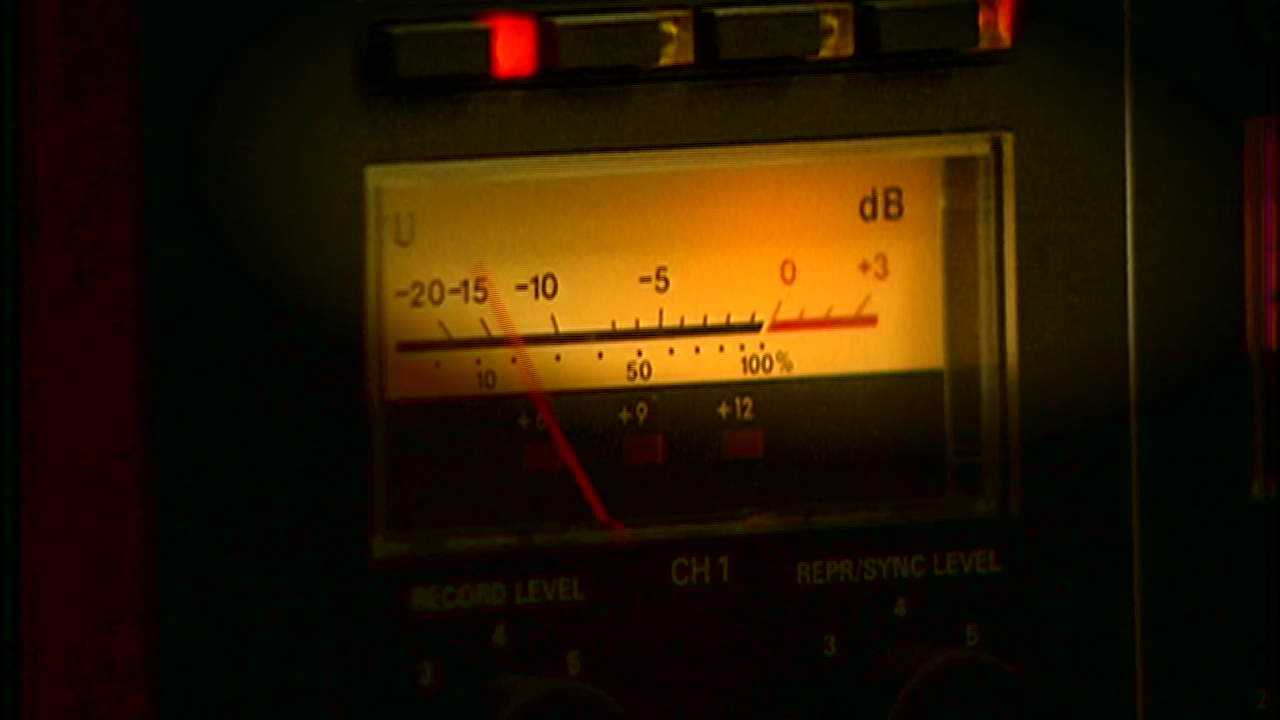 U dB
-20 -15 -10 -5 0 +3
10 50 100%
+6 +9 +12
CH 1
RECORD LEVEL REPR/SYNC LEVEL
3 4 5 3 4 5